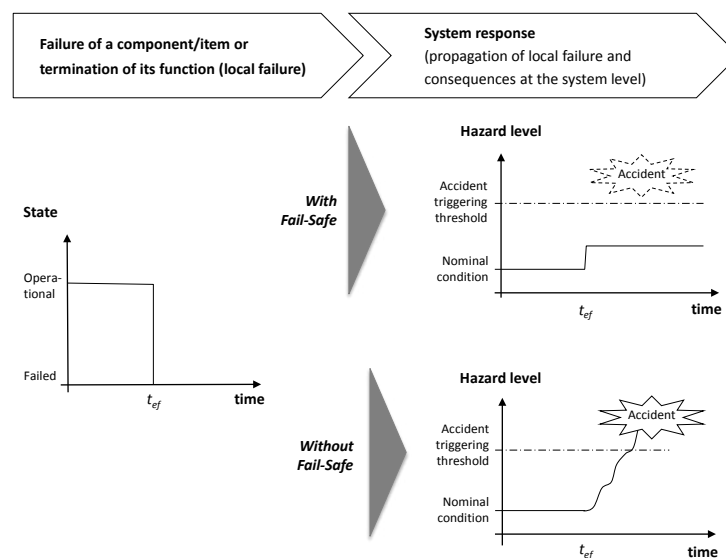 Failure of a component/item or
termination of its function (local failure)
System response
(propagation of local failure and
consequences at the system level)
State
Opera-
tional
Failed
t_ef
time
With
Fail-Safe
Hazard level
Accident
Accident
triggering
threshold
Nominal
condition
t_ef
time
Without
Fail-Safe
Hazard level
Accident
Accident
triggering
threshold
Nominal
condition
t_ef
time